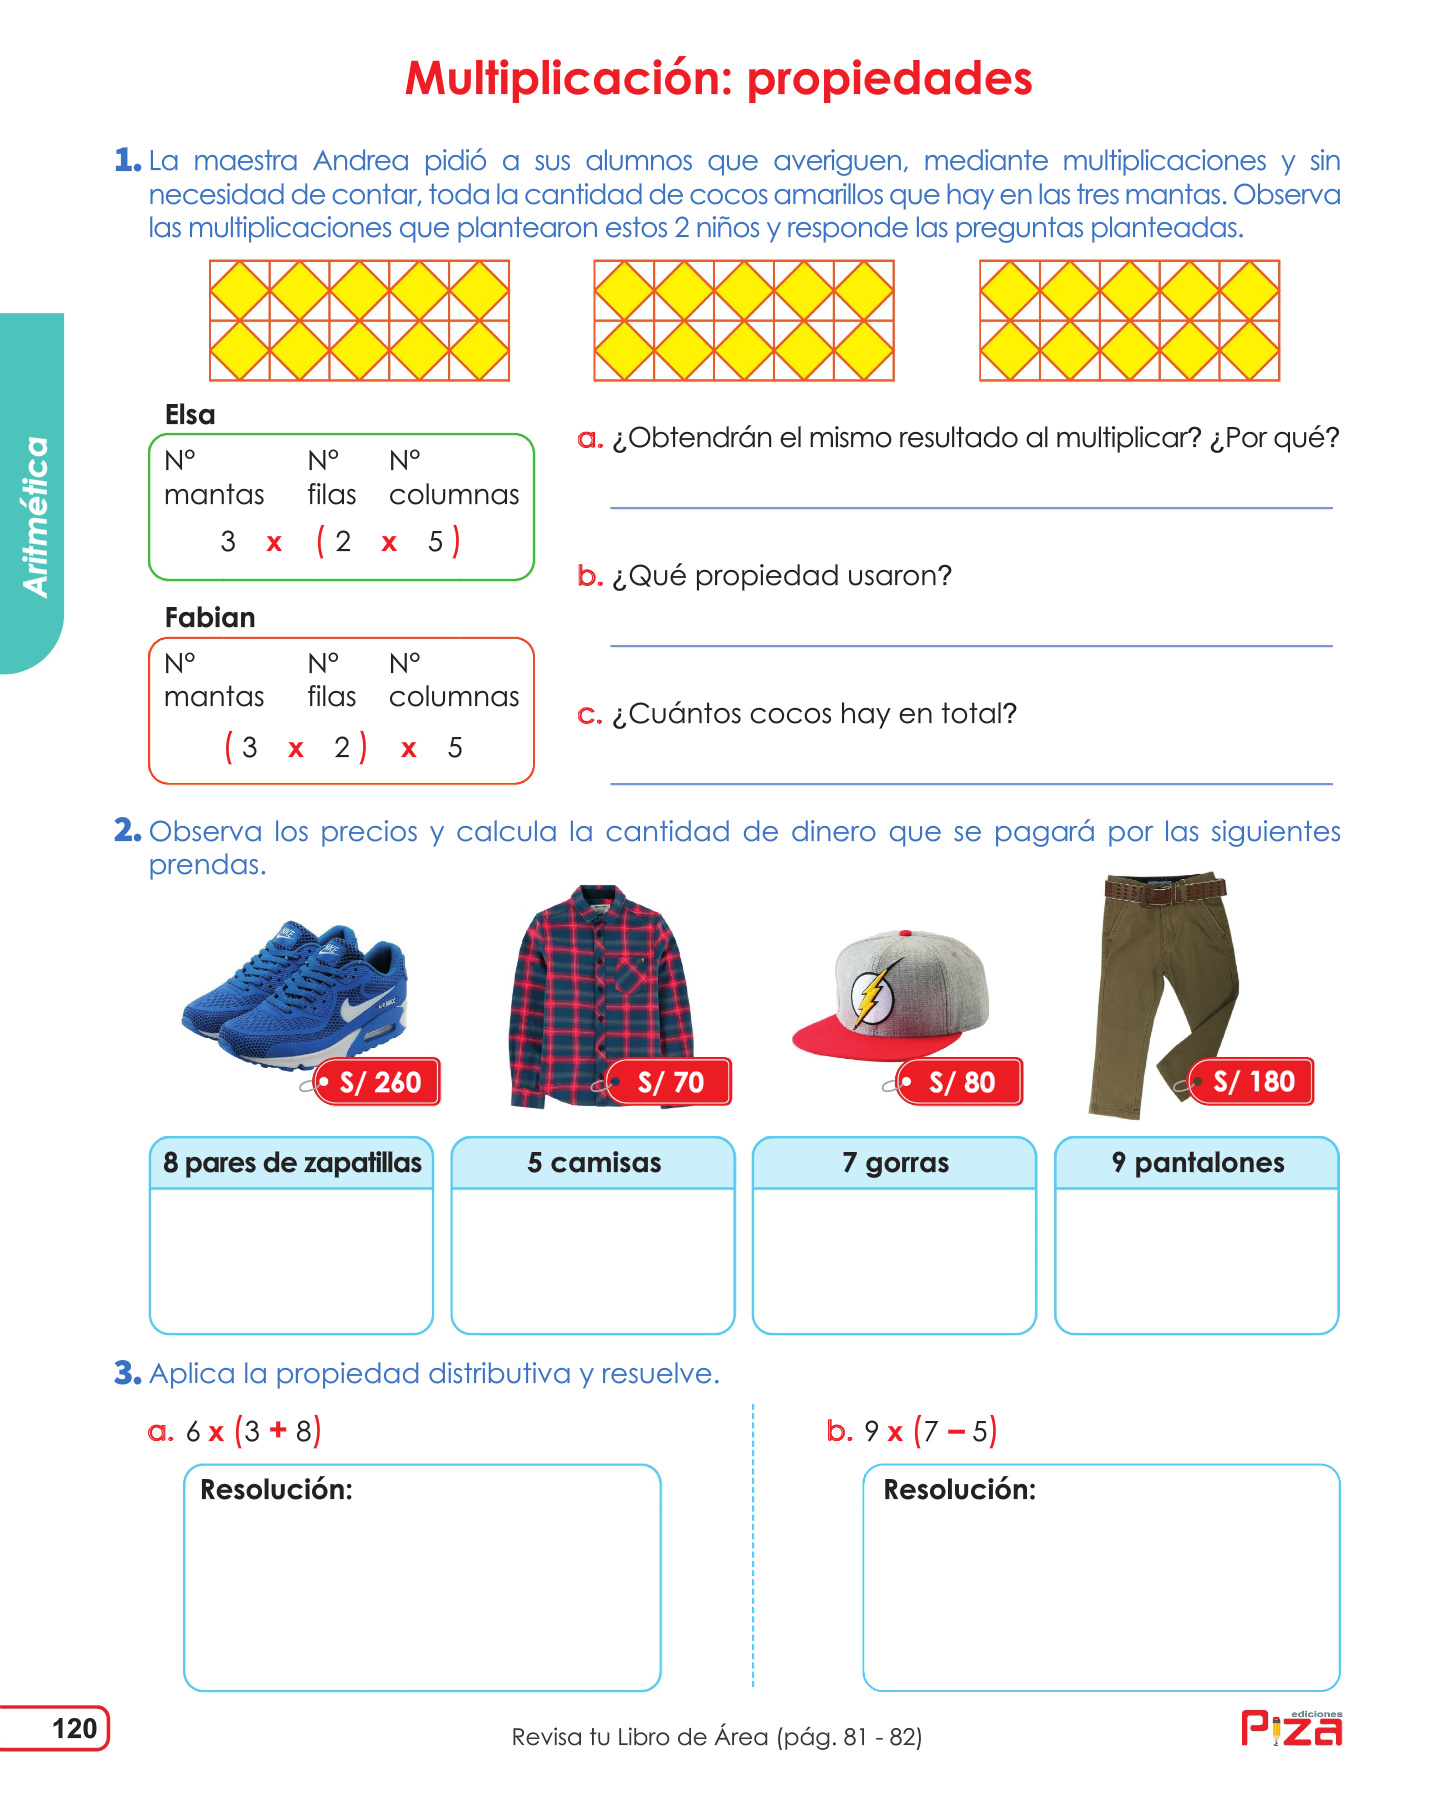 Multiplicación: propiedades
1. La maestra Andrea pidió a sus alumnos que averiguen, mediante multiplicaciones y sin
necesidad de contar, toda la cantidad de cocos amarillos que hay en las tres mantas. Observa
las multiplicaciones que plantearon estos 2 niños y responde las preguntas planteadas.
Aritmética
Elsa
N° N° N°
mantas filas columnas
3 x ( 2 x 5 )
Fabian
N° N° N°
mantas filas columnas
( 3 x 2 ) x 5
a. ¿Obtendrán el mismo resultado al multiplicar? ¿Por qué?
b. ¿Qué propiedad usaron?
c. ¿Cuántos cocos hay en total?
2. Observa los precios y calcula la cantidad de dinero que se pagará por las siguientes
prendas.
S/ 260 S/ 70 S/ 80 S/ 180
8 pares de zapatillas 5 camisas 7 gorras 9 pantalones
3. Aplica la propiedad distributiva y resuelve.
a. 6 x (3 + 8)
Resolución:
b. 9 x (7 – 5)
Resolución:
120
Revisa tu Libro de Área (pág. 81 - 82)
ediciones
Piza